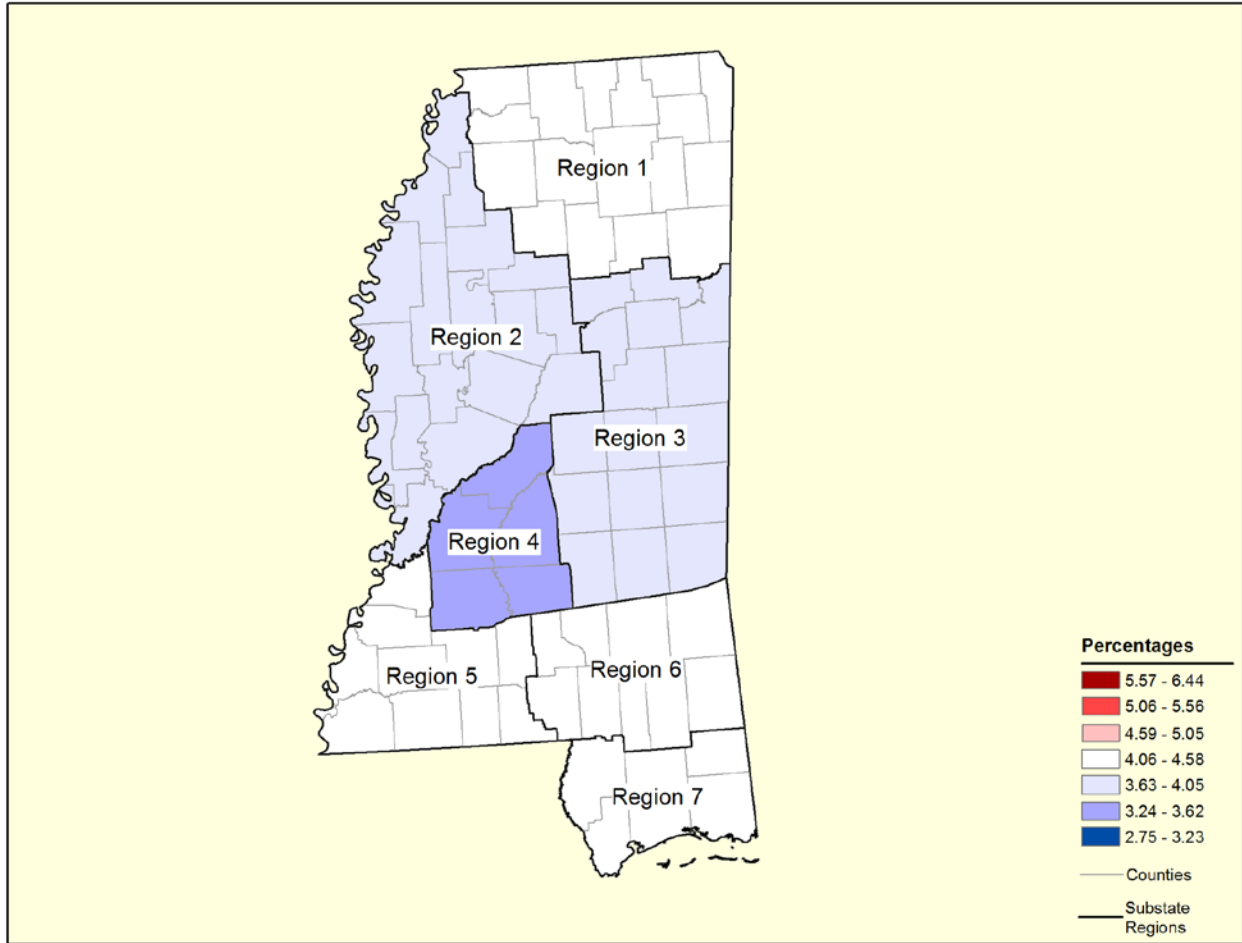 Region 1
Region 2
Region 3
Region 4
Region 5
Region 6
Region 7
Percentages
5.57 - 6.44
5.06 - 5.56
4.59 - 5.05
4.06 - 4.58
3.63 - 4.05
3.24 - 3.62
2.75 - 3.23
Counties
Substate
Regions